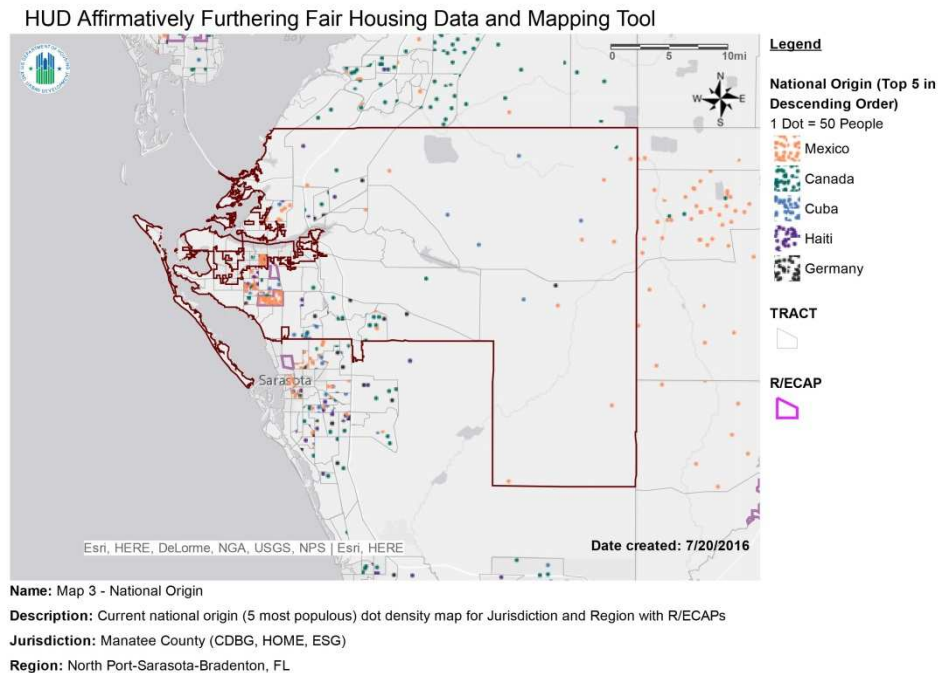 HUD Affirmatively Furthering Fair Housing Data and Mapping Tool
Legend
0 5 10mi
National Origin (Top 5 in
Descending Order)
1 Dot = 50 People
N
W E
S
Mexico
Canada
Cuba
Haiti
Germany
TRACT
R/ECAP
Sarasota
Esri, HERE, DeLorme, NGA, USGS, NPS | Esri, HERE
Date created: 7/20/2016
Name: Map 3 - National Origin
Description: Current national origin (5 most populous) dot density map for Jurisdiction and Region with R/ECAPs
Jurisdiction: Manatee County (CDBG, HOME, ESG)
Region: North Port-Sarasota-Bradenton, FL